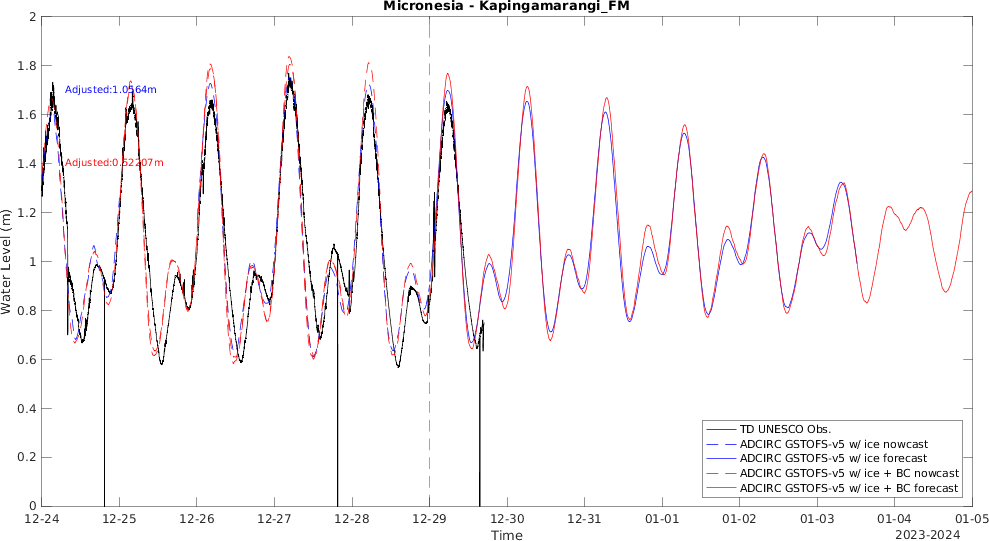 Micronesia - Kapingamarangi_FM
Water Level (m)
2
1.8
1.6
1.4
1.2
1
0.8
0.6
0.4
0.2
0
Adjusted:1.0564m
Adjusted:0.52207m
TD UNESCO Obs.
ADCIRC GSTOFS-v5 w/ ice nowcast
ADCIRC GSTOFS-v5 w/ ice forecast
ADCIRC GSTOFS-v5 w/ ice + BC nowcast
ADCIRC GSTOFS-v5 w/ ice + BC forecast
12-24 12-25 12-26 12-27 12-28 12-29 12-30 12-31 01-01 01-02 01-03 01-04 01-05
Time
2023-2024